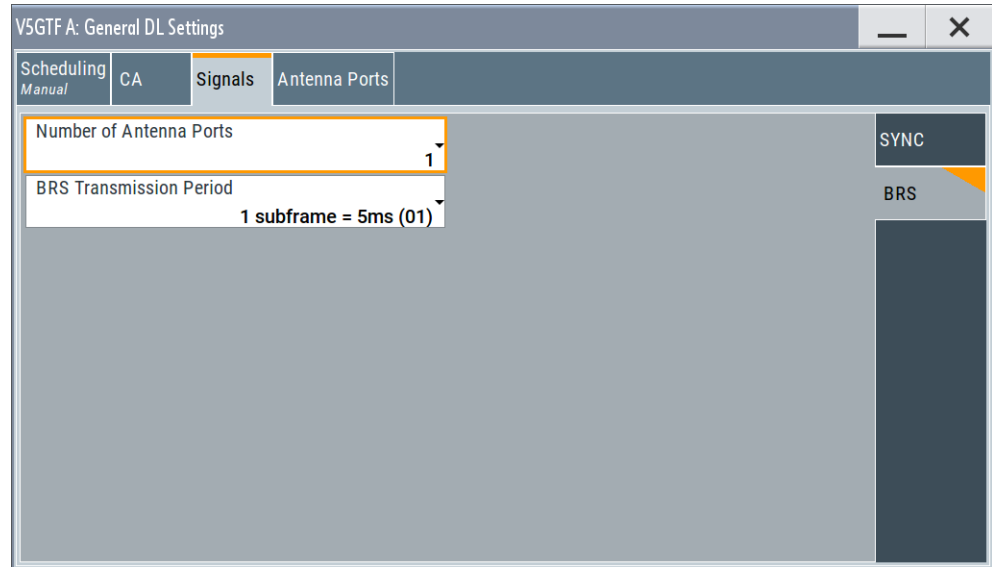 V5GTF A: General DL Settings
Scheduling
Manual
CA
Signals
Antenna Ports
Number of Antenna Ports
1
BRS Transmission Period
1 subframe = 5ms (01)
SYNC
BRS